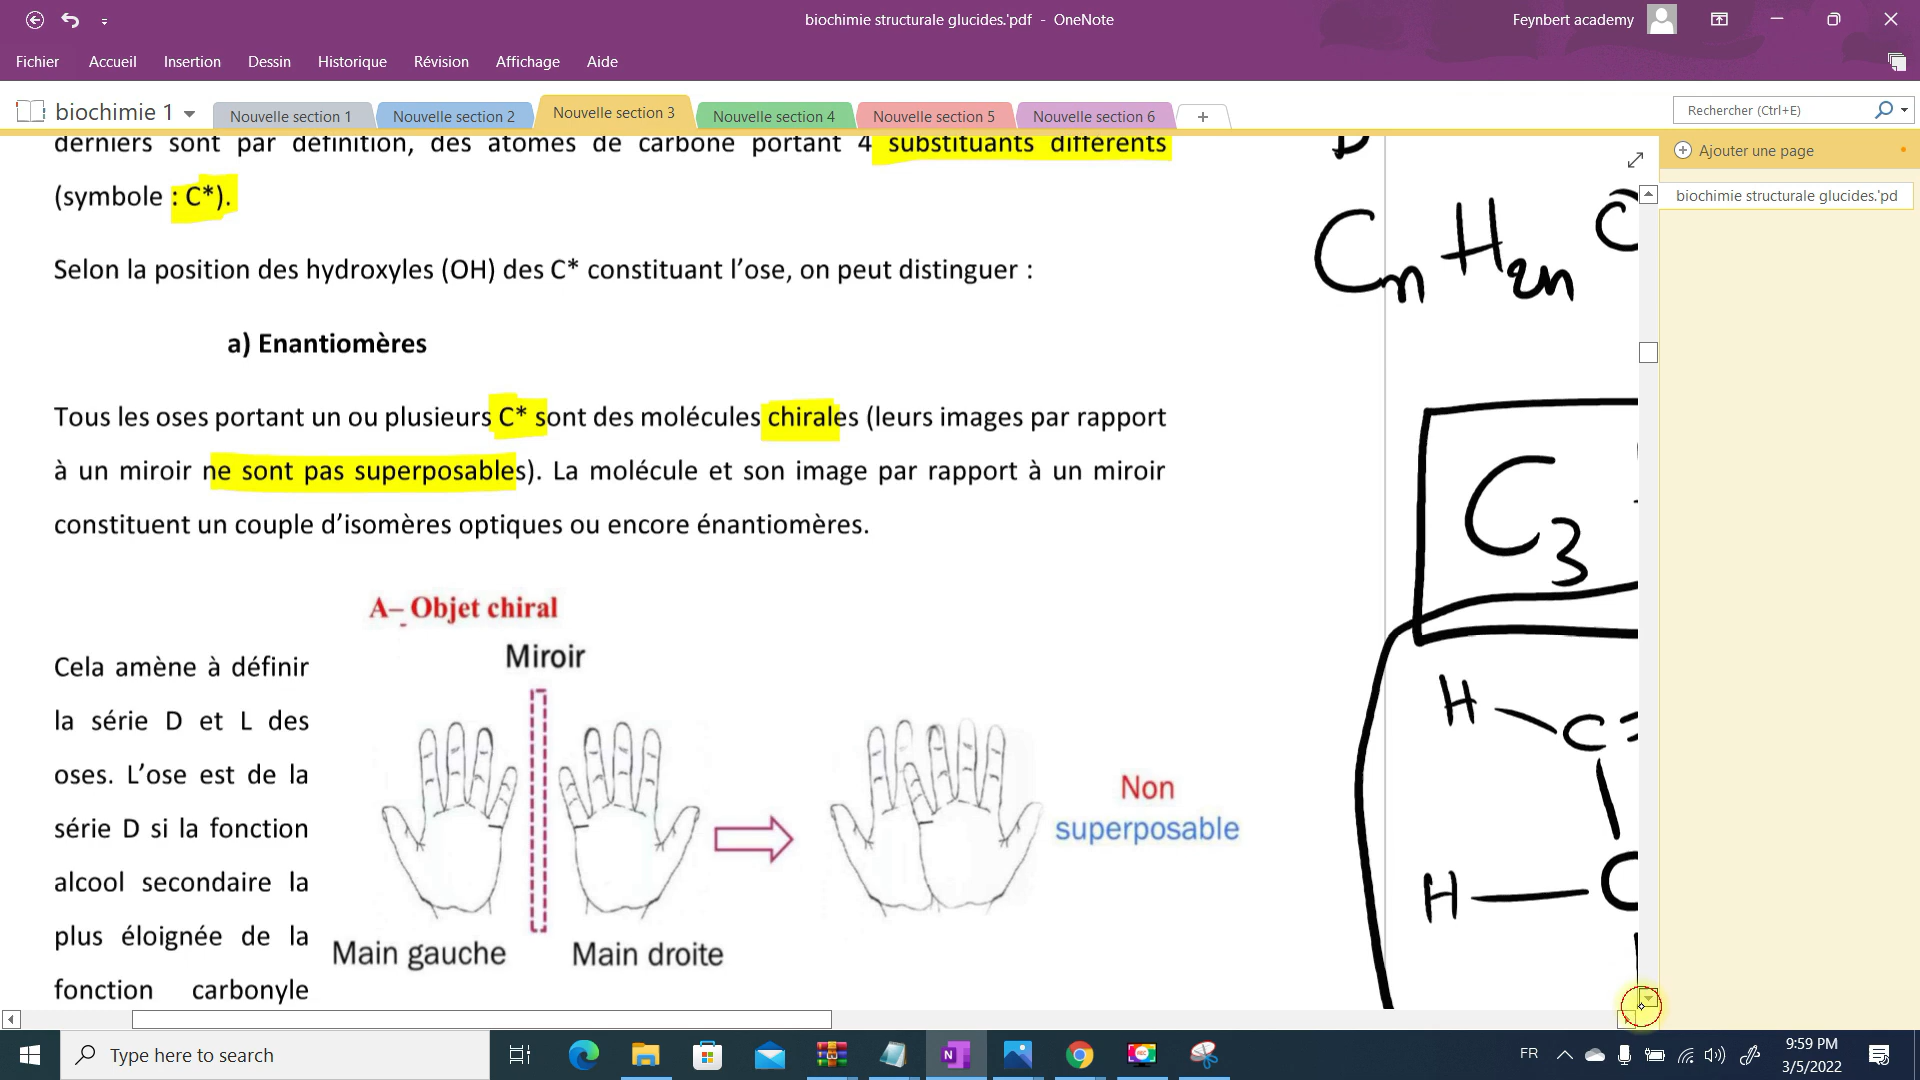 biochimie structurale glucides.'pdf - OneNote
Feynbert academy
Fichier Accueil Insertion Dessin Historique Révision Affichage Aide
biochimie 1
Nouvelle section 1
Nouvelle section 2
Nouvelle section 3
Nouvelle section 4
Nouvelle section 5
Nouvelle section 6
+
Rechercher (Ctrl+E)
Ajouter une page
biochimie structurale glucides.'pd
derniers sont par définition, des atomes de carbone portant 4 substituants différents
(symbole : C*).
Selon la position des hydroxyles (OH) des C* constituant l'ose, on peut distinguer :
a) Enantiomères
Tous les oses portant un ou plusieurs C* sont des molécules chirales (leurs images par rapport
à un miroir ne sont pas superposables). La molécule et son image par rapport à un miroir
constituent un couple d'isomères optiques ou encore énantiomères.
A– Objet chiral
Miroir
Cela amène à définir
la série D et L des
oses. L'ose est de la
série D si la fonction
alcool secondaire la
plus éloignée de la
fonction carbonyle
Main gauche
Main droite
Non
superposable
Cn H2n
C3
H C
H
Type here to search
FR
9:59 PM
3/5/2022